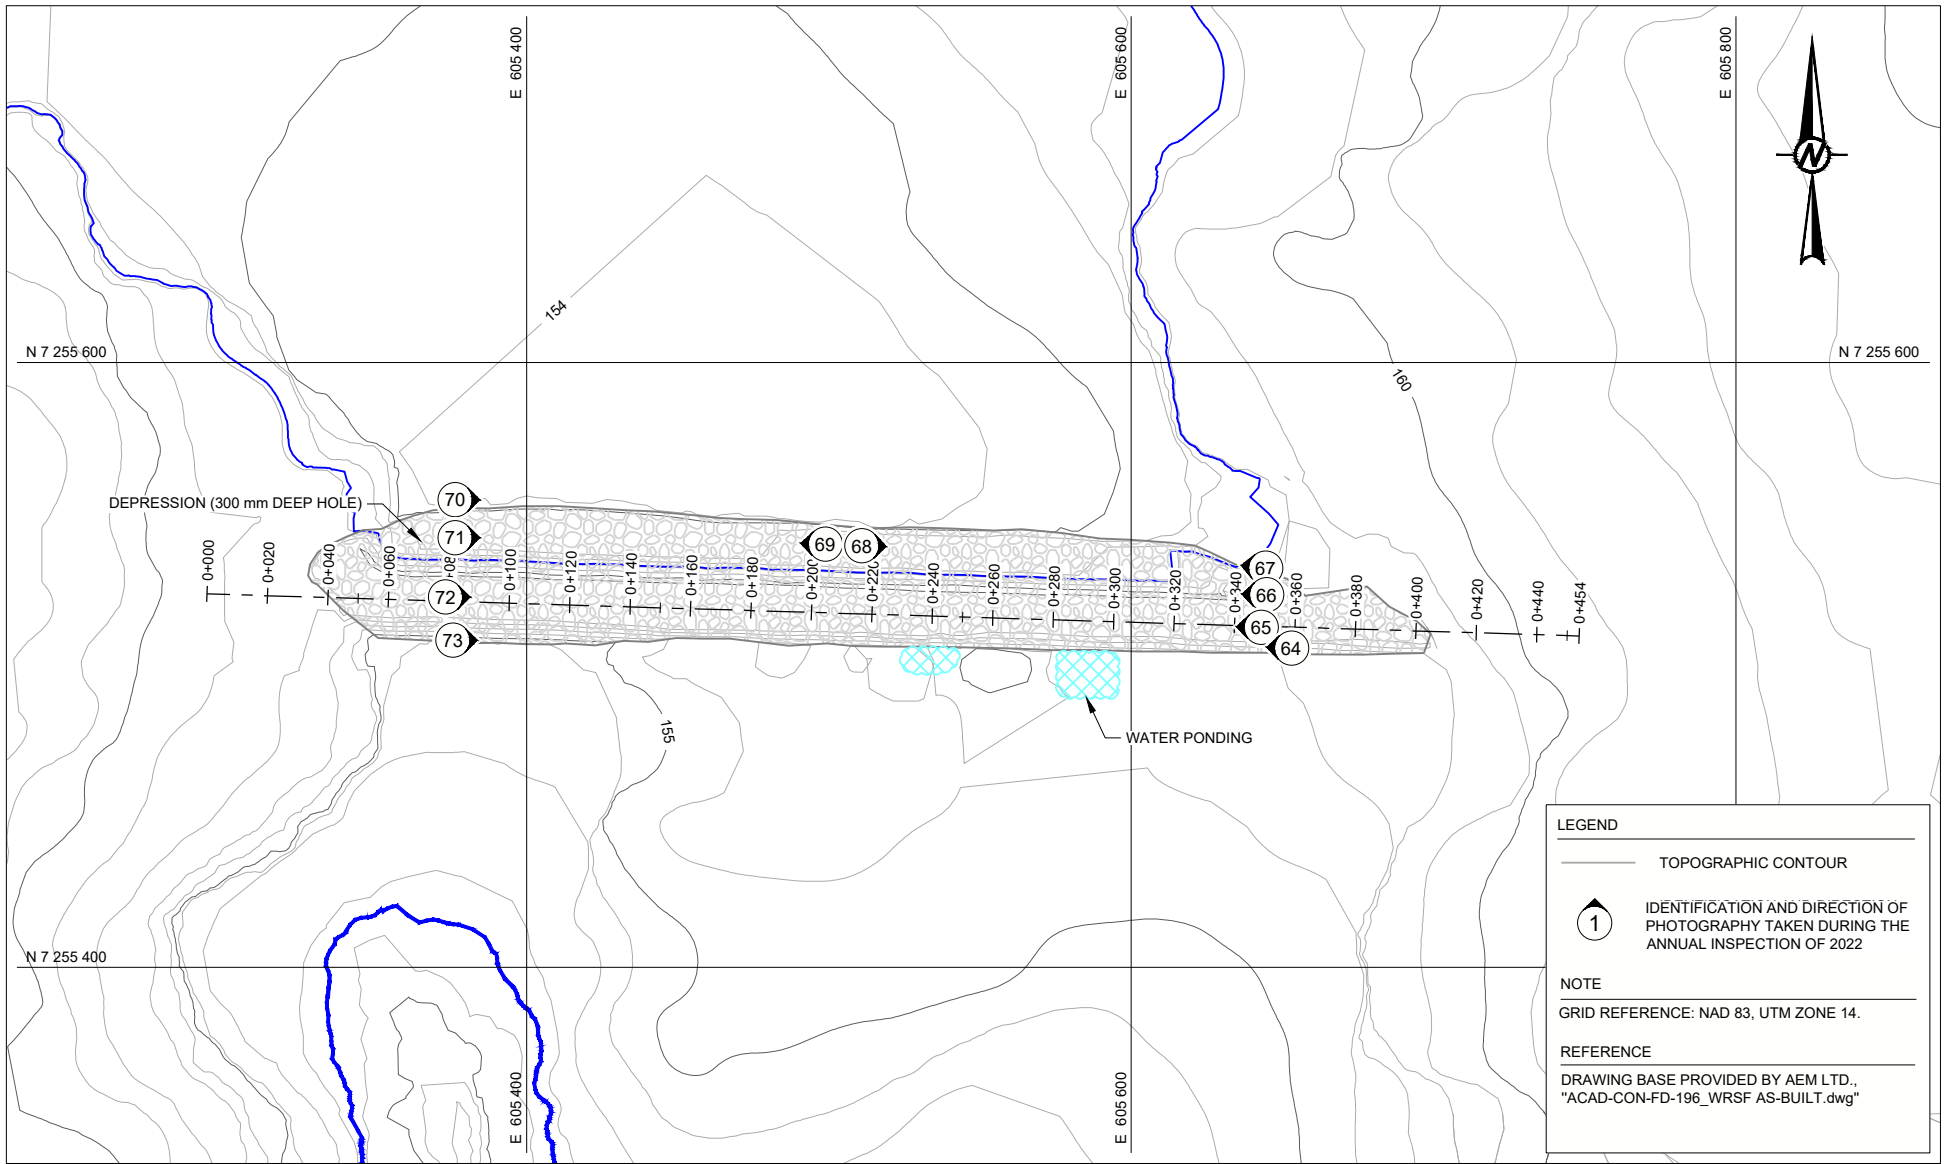 E 605 400
E 605 600
E 605 800
N
154
N 7 255 600
N 7 255 600
160
DEPRESSION (300 mm DEEP HOLE)
70
71
69
68
67
72
66
65
73
64
0+000
0+020
0+040
0+060
0+08
0+100
0+120
0+140
0+160
0+180
0+200
0+220
0+240
0+260
0+280
0+300
0+320
0+340
0+360
0+380
0+400
0+420
0+440
0+454
155
WATER PONDING
N 7 255 400
E 605 400
E 605 600
LEGEND
TOPOGRAPHIC CONTOUR
1
IDENTIFICATION AND DIRECTION OF
PHOTOGRAPHY TAKEN DURING THE
ANNUAL INSPECTION OF 2022
NOTE
GRID REFERENCE: NAD 83, UTM ZONE 14.
REFERENCE
DRAWING BASE PROVIDED BY AEM LTD.,
"ACAD-CON-FD-196_WRSF AS-BUILT.dwg"